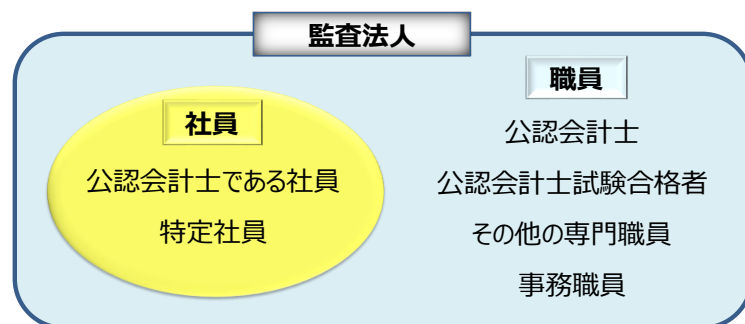 監査法人
社員
公認会計士である社員
特定社員
職員
公認会計士
公認会計士試験合格者
その他の専門職員
事務職員